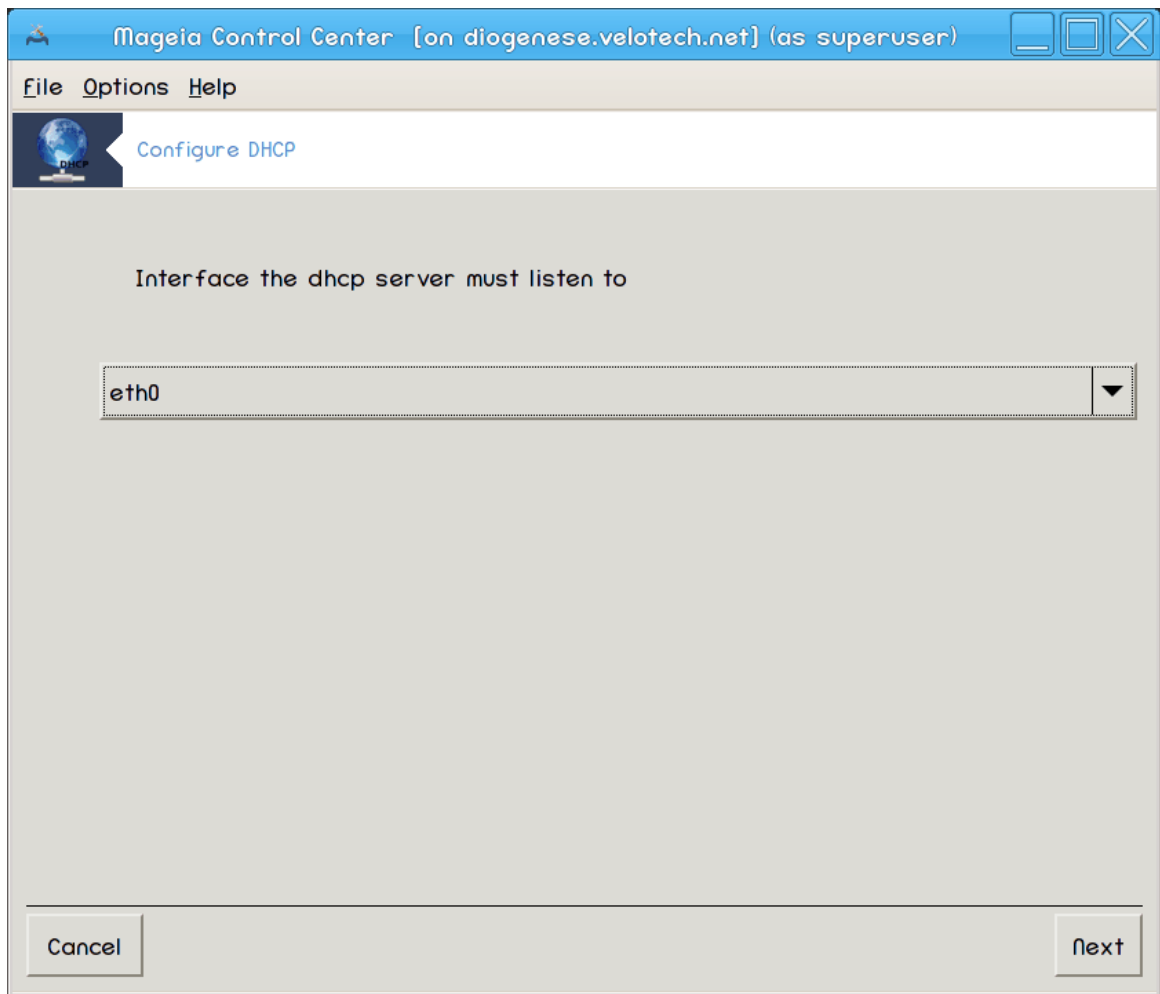 Mageia Control Center [on diogenese.velotech.net] (as superuser)
File Options Help
DHCP
Configure DHCP
Interface the dhcp server must listen to
eth0
Cancel
Next